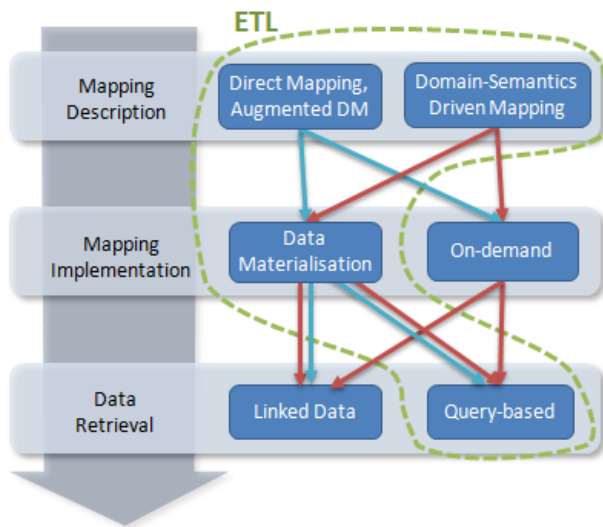 ETL
Mapping
Description
Direct Mapping,
Augmented DM
Domain-Semantics
Driven Mapping
Mapping
Implementation
Data
Materialisation
On-demand
Data
Retrieval
Linked Data
Query-based